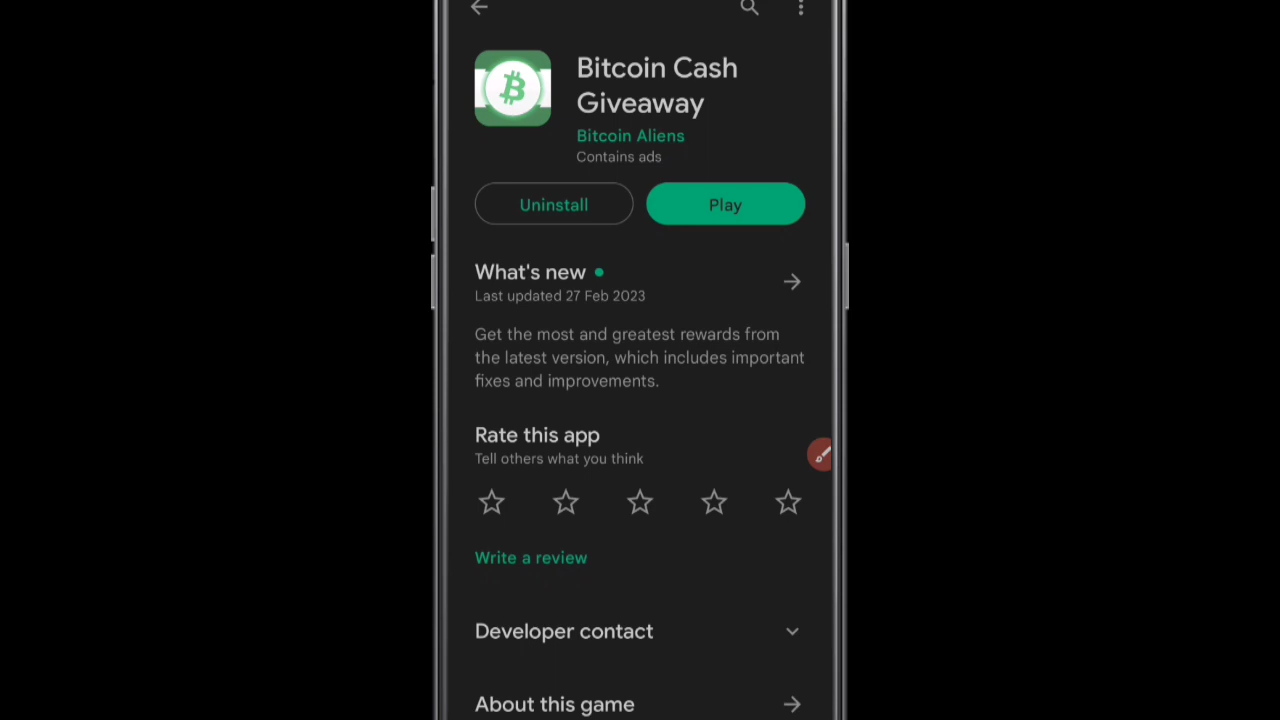 Bitcoin Cash
Giveaway
Bitcoin Aliens
Contains ads
Uninstall
Play
What's new
Last updated 27 Feb 2023
Get the most and greatest rewards from
the latest version, which includes important
fixes and improvements.
Rate this app
Tell others what you think
Write a review
Developer contact
About this game